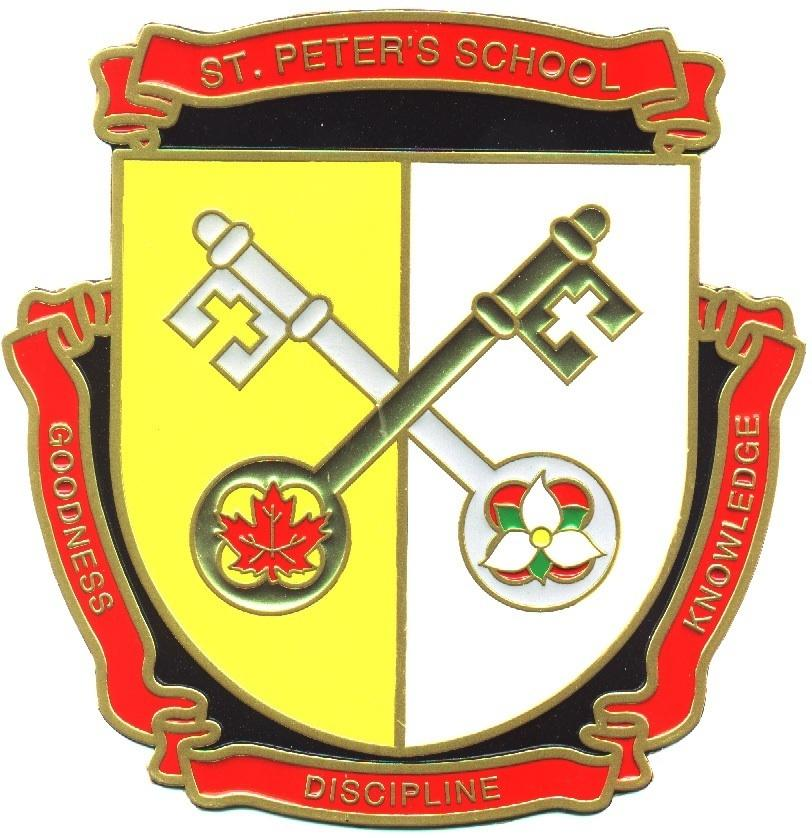 ST. PETER'S SCHOOL
GOODNESS
KNOWLEDGE
DISCIPLINE